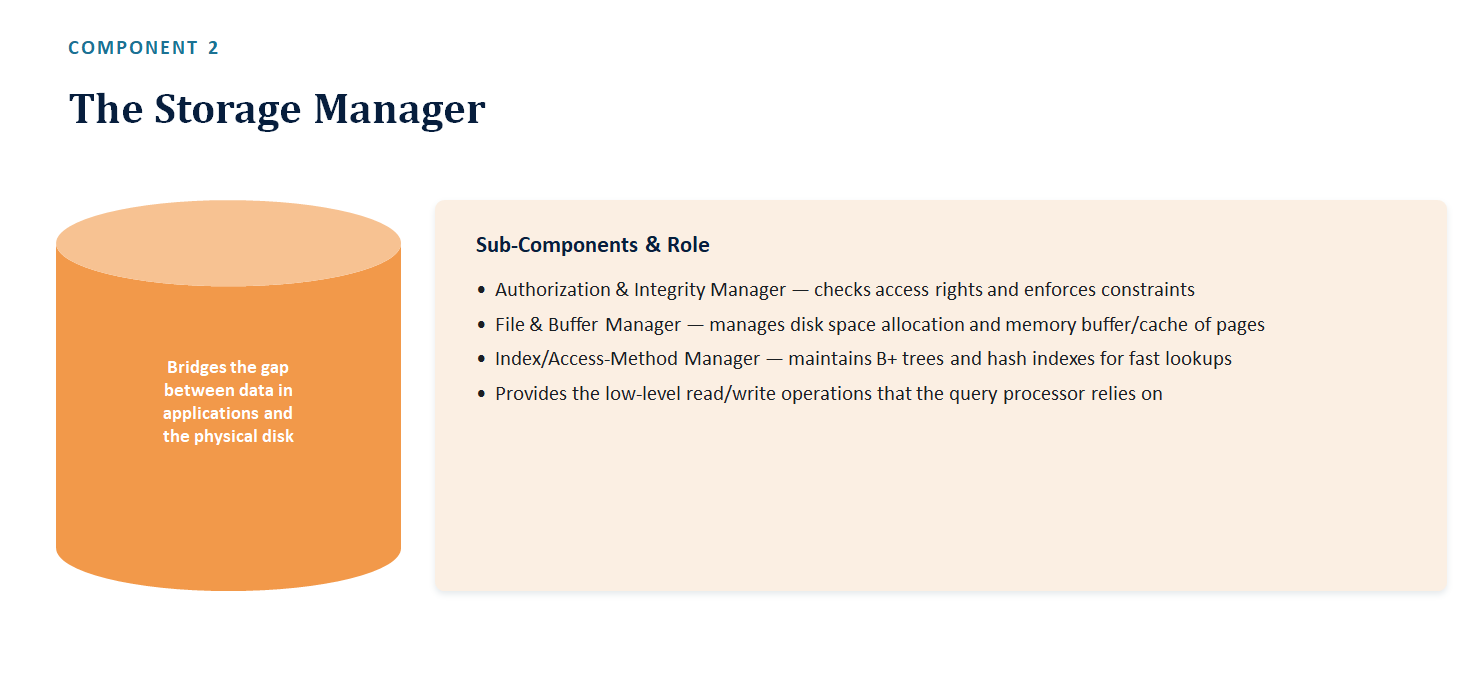 COMPONENT 2
The Storage Manager
Bridges the gap
between data in
applications and
the physical disk
Sub-Components & Role
• Authorization & Integrity Manager — checks access rights and enforces constraints
• File & Buffer Manager — manages disk space allocation and memory buffer/cache of pages
• Index/Access-Method Manager — maintains B+ trees and hash indexes for fast lookups
• Provides the low-level read/write operations that the query processor relies on